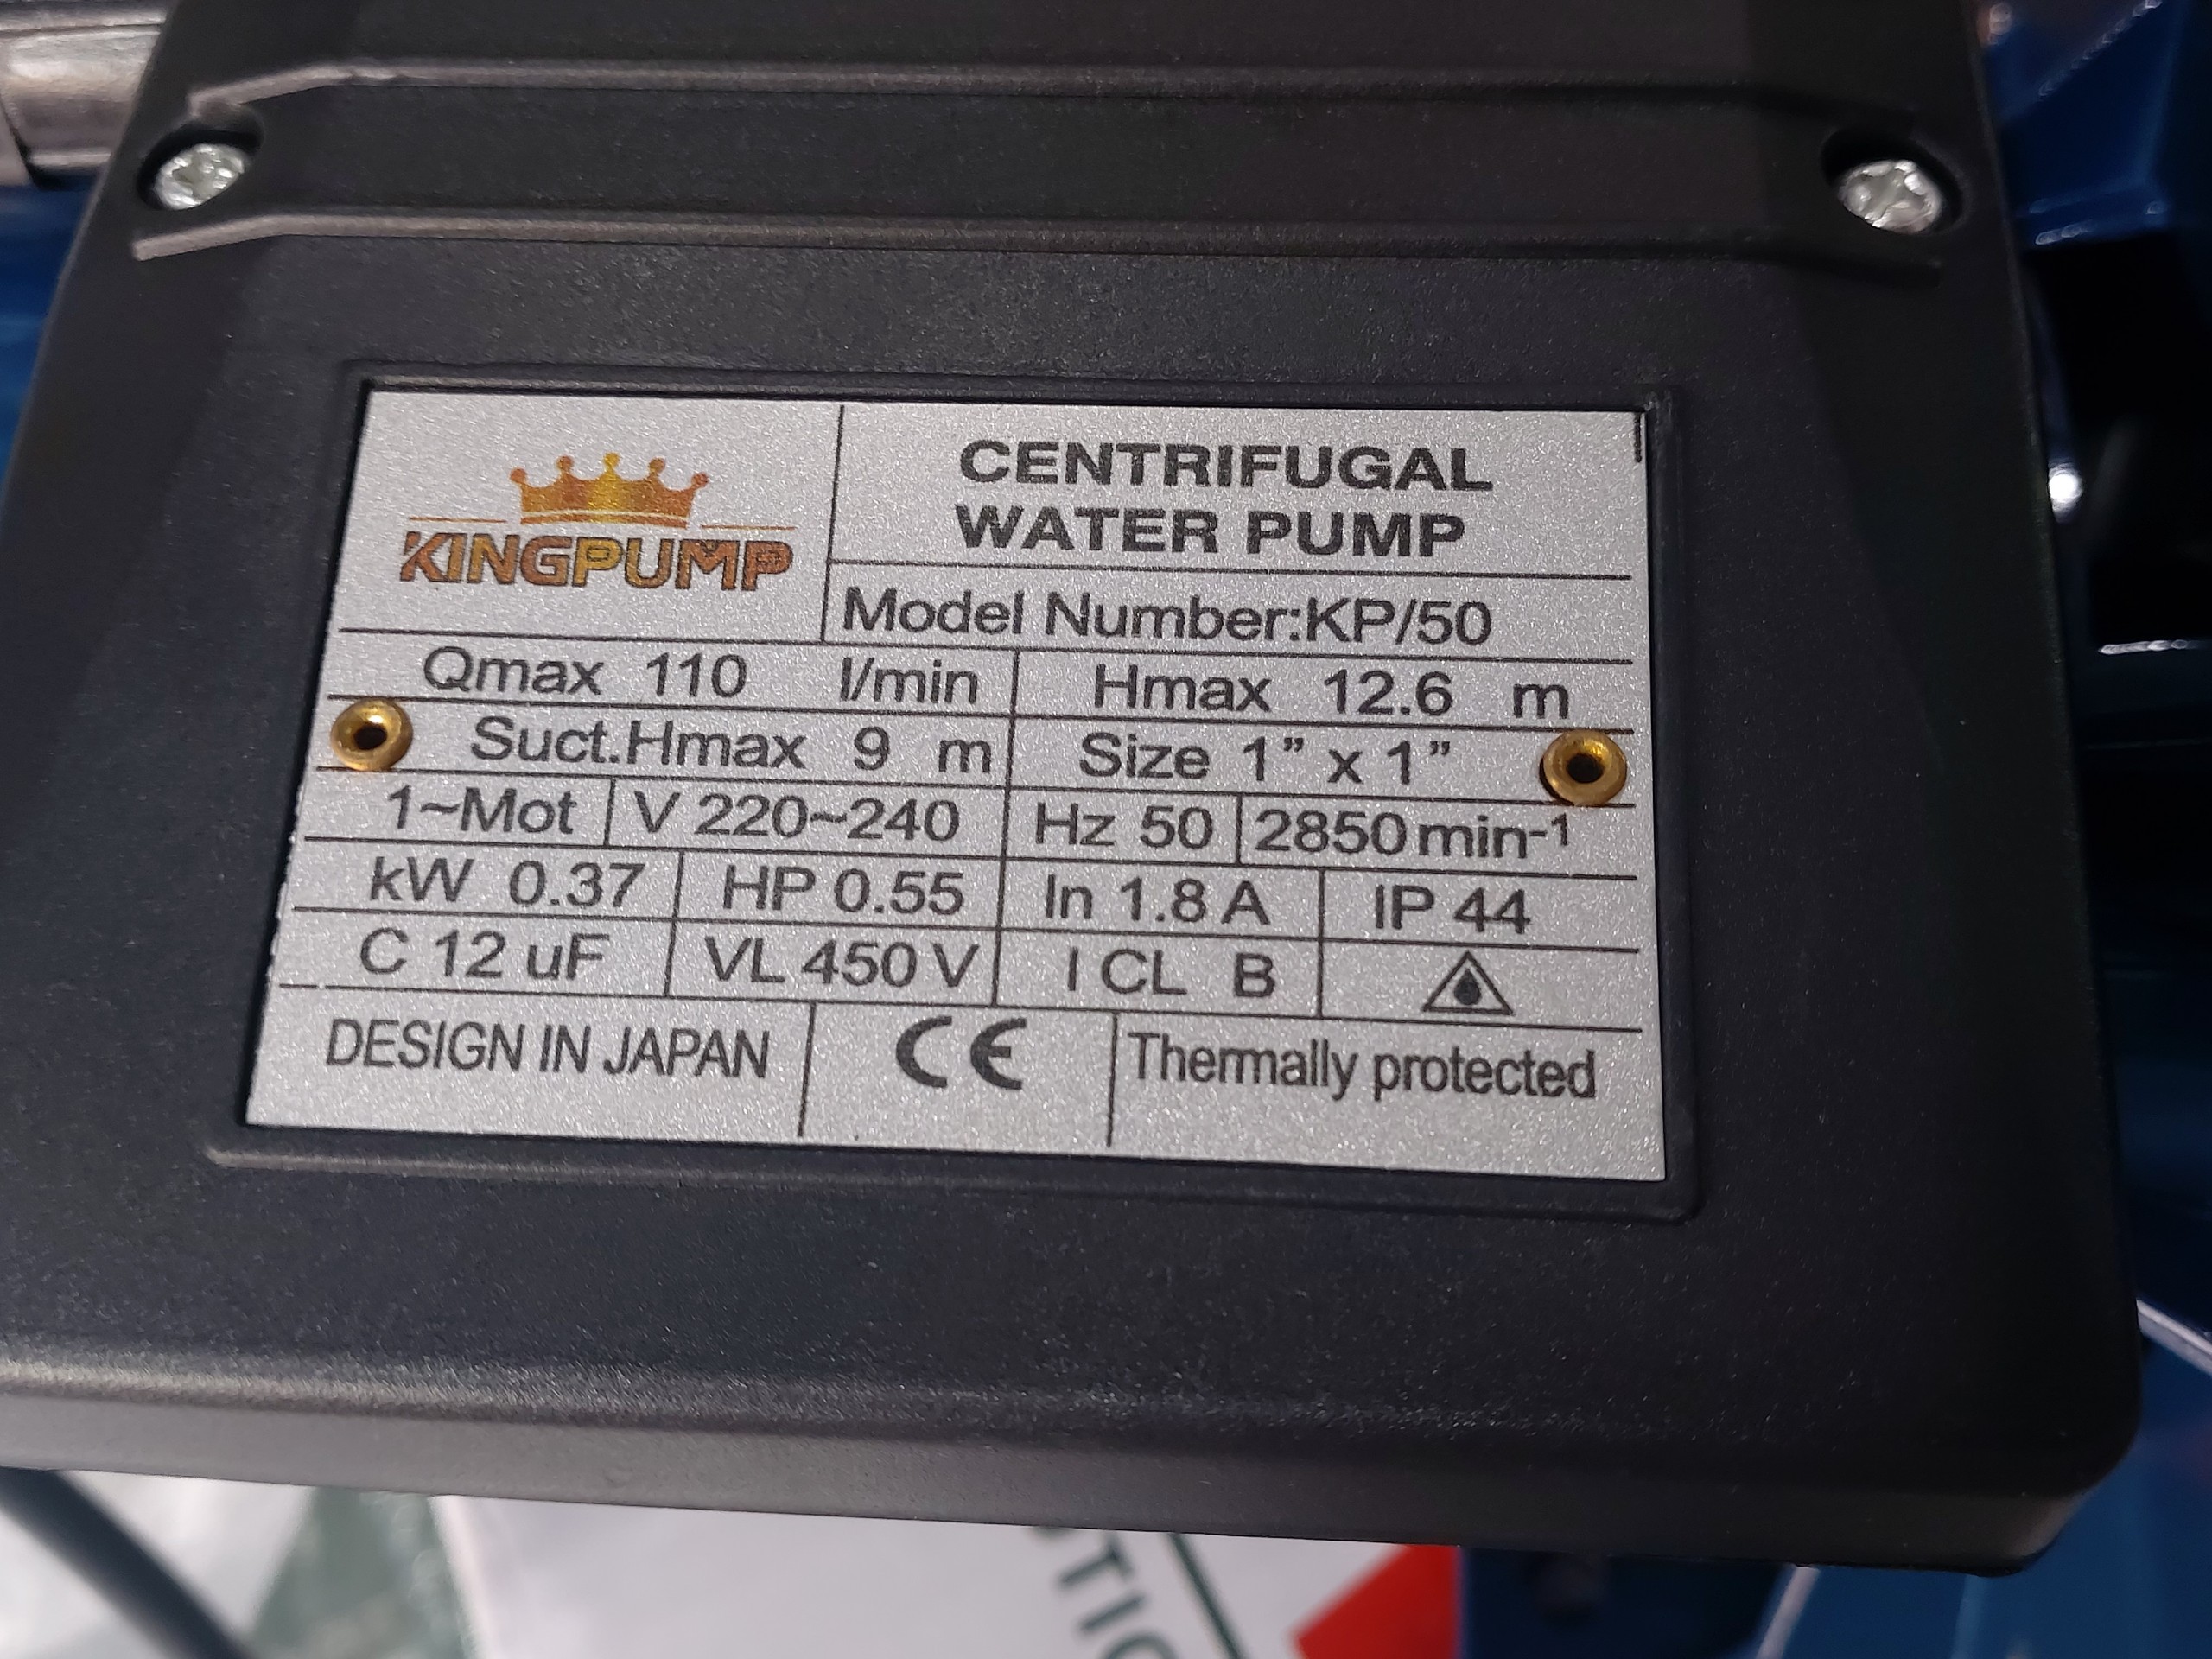 KINGPUMP
CENTRIFUGAL
WATER PUMP
Model Number:KP/50
Qmax 110 l/min Hmax 12.6 m
Suct.Hmax 9 m Size 1” x 1”
1~Mot V 220~240 Hz 50 2850 min-1
kW 0.37 HP 0.55 In 1.8 A IP 44
C 12 uF VL 450 V I CL B
DESIGN IN JAPAN CE Thermally protected